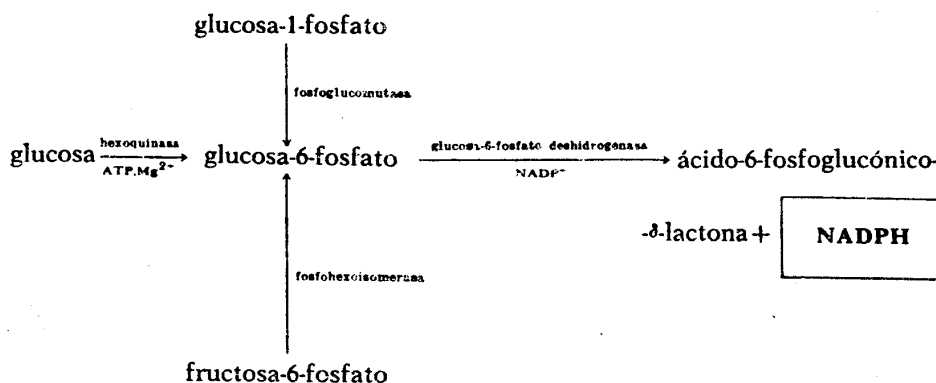 glucosa-1-fosfato
fosfoglucomutasa
glucosa hexoquinasa ATP.Mg²⁺ glucosa-6-fosfato glucosa-6-fosfato deshidrogenasa NADP⁺ ácido-6-fosfoglucónico-
-δ-lactona + NADPH
fosfohexoisomerasa
fructosa-6-fosfato